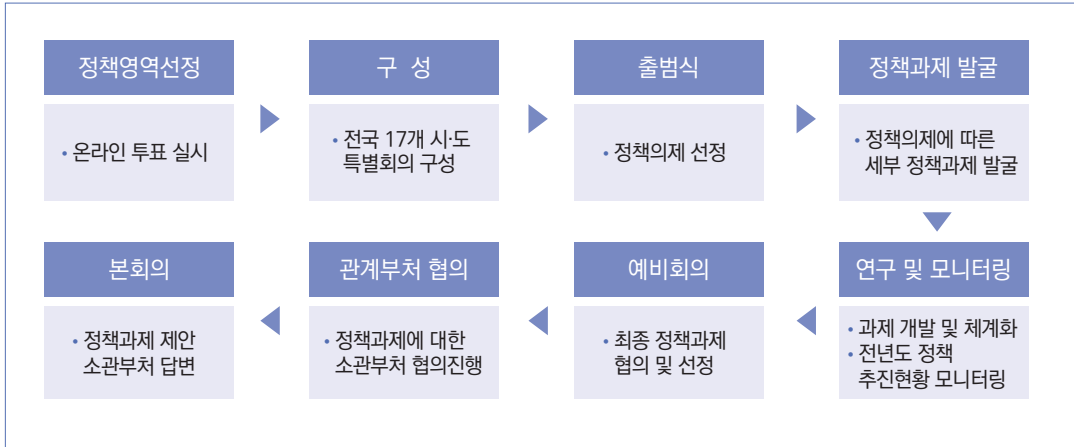 정책영역선정
• 온라인 투표 실시
구 성
• 전국 17개 시·도
특별회의 구성
출범식
• 정책의제 선정
정책과제 발굴
• 정책의제에 따른
세부 정책과제 발굴
연구 및 모니터링
• 과제 개발 및 체계화
• 전년도 정책
추진현황 모니터링
예비회의
• 최종 정책과제
협의 및 선정
관계부처 협의
• 정책과제에 대한
소관부처 협의진행
본회의
• 정책과제 제안
소관부처 답변